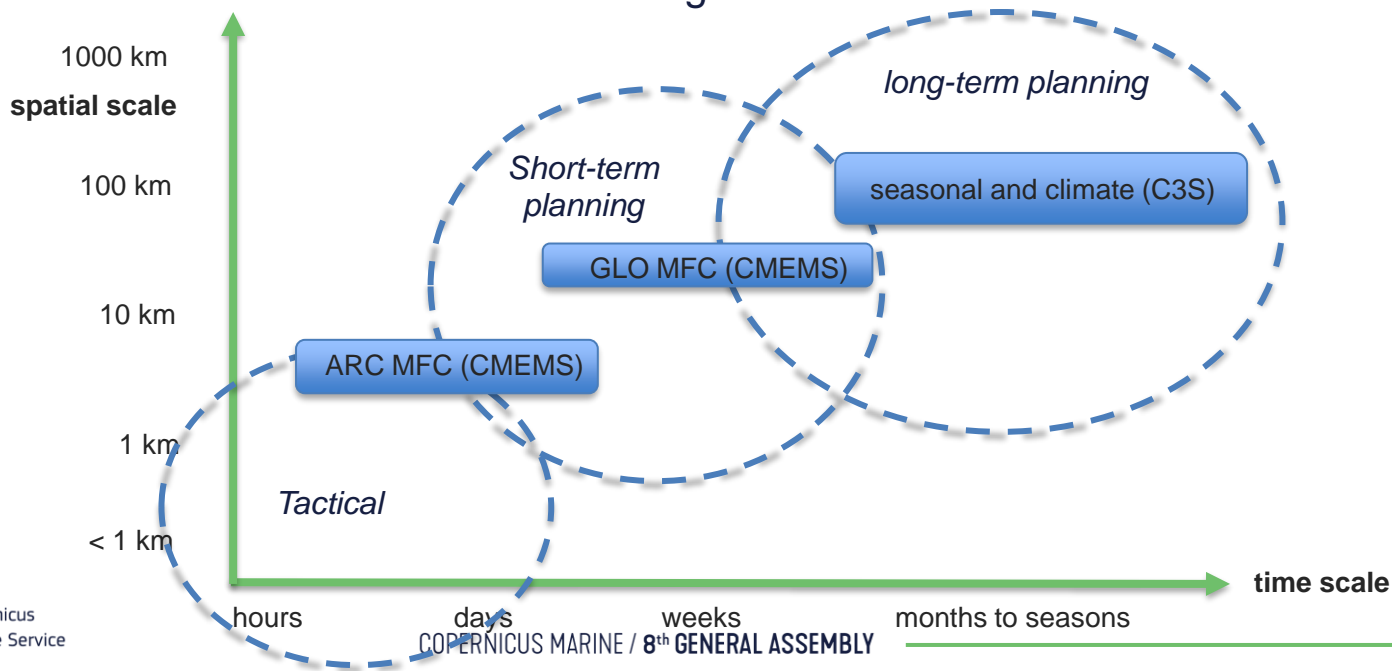 1000 km
spatial scale
long-term planning
Short-term
planning
100 km
seasonal and climate (C3S)
GLO MFC (CMEMS)
10 km
ARC MFC (CMEMS)
1 km
Tactical
< 1 km
time scale
hours
days
weeks
months to seasons
COPERNICUS MARINE / 8th GENERAL ASSEMBLY
Service